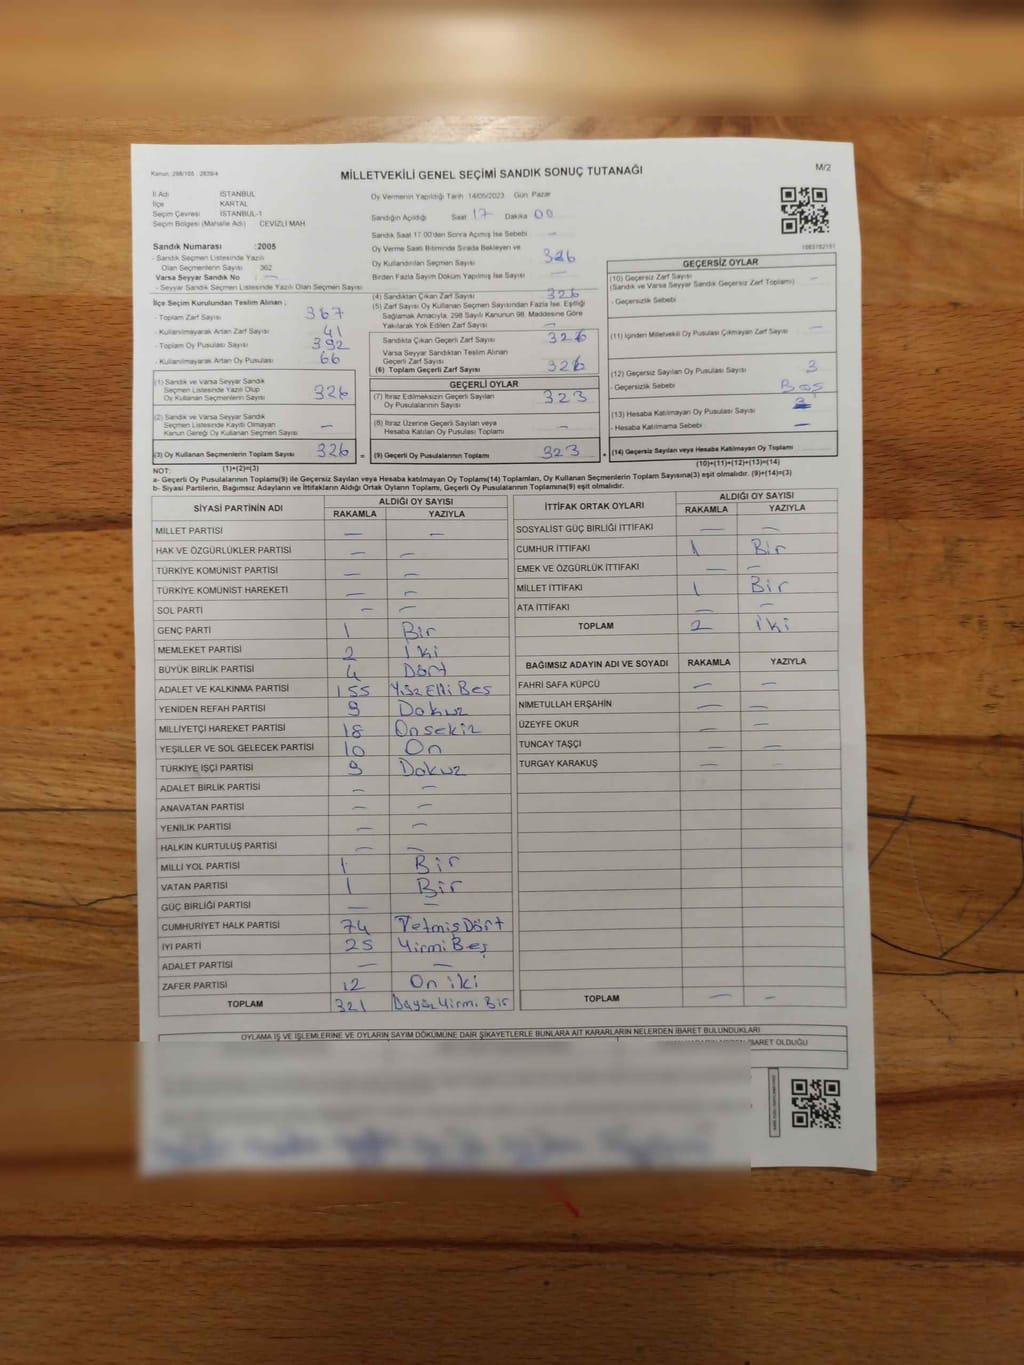 Kanun: 298/105 : 2839/4
MİLLETVEKİLİ GENEL SEÇİMİ SANDIK SONUÇ TUTANAĞI
M/2
İl Adı İSTANBUL
İlçe KARTAL
Seçim Çevresi İSTANBUL-1
Seçim Bölgesi (Mahalle Adı) CEVİZLİ MAH
Sandık Numarası :2005
- Sandık Seçmen Listesinde Yazılı
Olan Seçmenlerin Sayısı 362
Varsa Seyyar Sandık No : —
- Seyyar Sandık Seçmen Listesinde Yazılı Olan Seçmen Sayısı
Oy Vermenin Yapıldığı Tarih 14/05/2023 Gün Pazar
Sandığın Açıldığı Saat 17 Dakika 00
Sandık Saat 17.00'den Sonra Açılmış İse Sebebi —
Oy Verme Saati Bitiminde Sırada Bekleyen ve
Oy Kullandırılan Seçmen Sayısı 326
Birden Fazla Sayım Döküm Yapılmış İse Sayısı —
1063182151
İlçe Seçim Kurulundan Teslim Alınan ;
- Toplam Zarf Sayısı 367
- Kullanılmayarak Artan Zarf Sayısı 41
- Toplam Oy Pusulası Sayısı 392
- Kullanılmayarak Artan Oy Pusulası 66
(4) Sandıktan Çıkan Zarf Sayısı 326
(5) Zarf Sayısı Oy Kullanan Seçmen Sayısından Fazla İse, Eşitliği
Sağlamak Amacıyla, 298 Sayılı Kanunun 98. Maddesine Göre
Yakılarak Yok Edilen Zarf Sayısı —
Sandıkta Çıkan Geçerli Zarf Sayısı 326
Varsa Seyyar Sandıktan Teslim Alınan
Geçerli Zarf Sayısı
(6) Toplam Geçerli Zarf Sayısı 326
GEÇERSİZ OYLAR
(10) Geçersiz Zarf Sayısı —
(Sandık ve Varsa Seyyar Sandık Geçersiz Zarf Toplamı)
- Geçersizlik Sebebi
(11) İçinden Milletvekili Oy Pusulası Çıkmayan Zarf Sayısı —
(12) Geçersiz Sayılan Oy Pusulası Sayısı 3
- Geçersizlik Sebebi Boş
(13) Hesaba Katılmayan Oy Pusulası Sayısı
- Hesaba Katılmama Sebebi —
(14) Geçersiz Sayılan veya Hesaba Katılmayan Oy Toplamı
(10)+(11)+(12)+(13)=(14)
(1) Sandık ve Varsa Seyyar Sandık
Seçmen Listesinde Yazılı Olup
Oy Kullanan Seçmenlerin Sayısı 326
(2) Sandık ve Varsa Seyyar Sandık
Seçmen Listesinde Kayıtlı Olmayan
Kanun Gereği Oy Kullanan Seçmen Sayısı —
(3) Oy Kullanan Seçmenlerin Toplam Sayısı 326 =
(1)+(2)=(3)
GEÇERLİ OYLAR
(7) İtiraz Edilmeksizin Geçerli Sayılan
Oy Pusulalarının Sayısı 323
(8) İtiraz Üzerine Geçerli Sayılan veya
Hesaba Katılan Oy Pusulası Toplamı —
(9) Geçerli Oy Pusulalarının Toplamı 323 +
NOT:
a- Geçerli Oy Pusulalarının Toplamı(9) ile Geçersiz Sayılan veya Hesaba katılmayan Oy Toplamı(14) Toplamları, Oy Kullanan Seçmenlerin Toplam Sayısına(3) eşit olmalıdır. (9)+(14)=(3)
b- Siyasi Partilerin, Bağımsız Adayların ve İttifakların Aldığı Ortak Oyların Toplamı, Geçerli Oy Pusulalarının Toplamına(9) eşit olmalıdır.
SİYASİ PARTİNİN ADI ALDIĞI OY SAYISI
RAKAMLA YAZIYLA
MİLLET PARTİSİ — —
HAK VE ÖZGÜRLÜKLER PARTİSİ — —
TÜRKİYE KOMÜNİST PARTİSİ — —
TÜRKİYE KOMÜNİST HAREKETİ — —
SOL PARTİ — —
GENÇ PARTİ 1 Bir
MEMLEKET PARTİSİ 2 İki
BÜYÜK BİRLİK PARTİSİ 4 Dört
ADALET VE KALKINMA PARTİSİ 155 Yüz Elli Beş
YENİDEN REFAH PARTİSİ 9 Dokuz
MİLLİYETÇİ HAREKET PARTİSİ 18 Onsekiz
YEŞİLLER VE SOL GELECEK PARTİSİ 10 On
TÜRKİYE İŞÇİ PARTİSİ 9 Dokuz
ADALET BİRLİK PARTİSİ — —
ANAVATAN PARTİSİ — —
YENİLİK PARTİSİ — —
HALKIN KURTULUŞ PARTİSİ — —
MİLLİ YOL PARTİSİ 1 Bir
VATAN PARTİSİ 1 Bir
GÜÇ BİRLİĞİ PARTİSİ — —
CUMHURİYET HALK PARTİSİ 74 Yetmiş Dört
İYİ PARTİ 25 Yirmi Beş
ADALET PARTİSİ — —
ZAFER PARTİSİ 12 On iki
TOPLAM 321 Yirmi Bir
İTTİFAK ORTAK OYLARI ALDIĞI OY SAYISI
RAKAMLA YAZIYLA
SOSYALİST GÜÇ BİRLİĞİ İTTİFAKI — —
CUMHUR İTTİFAKI 1 Bir
EMEK VE ÖZGÜRLÜK İTTİFAKI — —
MİLLET İTTİFAKI 1 Bir
ATA İTTİFAKI — —
TOPLAM 2 İki
BAĞIMSIZ ADAYIN ADI VE SOYADI RAKAMLA YAZIYLA
FAHRİ SAFA KÜPCÜ — —
NİMETULLAH ERŞAHİN — —
ÜZEYFE OKUR — —
TUNCAY TAŞÇI — —
TURGAY KARAKUŞ — —
TOPLAM — —
OYLAMA İŞ VE İŞLEMLERİNE VE OYLARIN SAYIM DÖKÜMÜNE DAİR ŞİKAYETLERLE BUNLARA AİT KARARLARIN NELERDEN İBARET BULUNDUKLARI
OLDUĞU